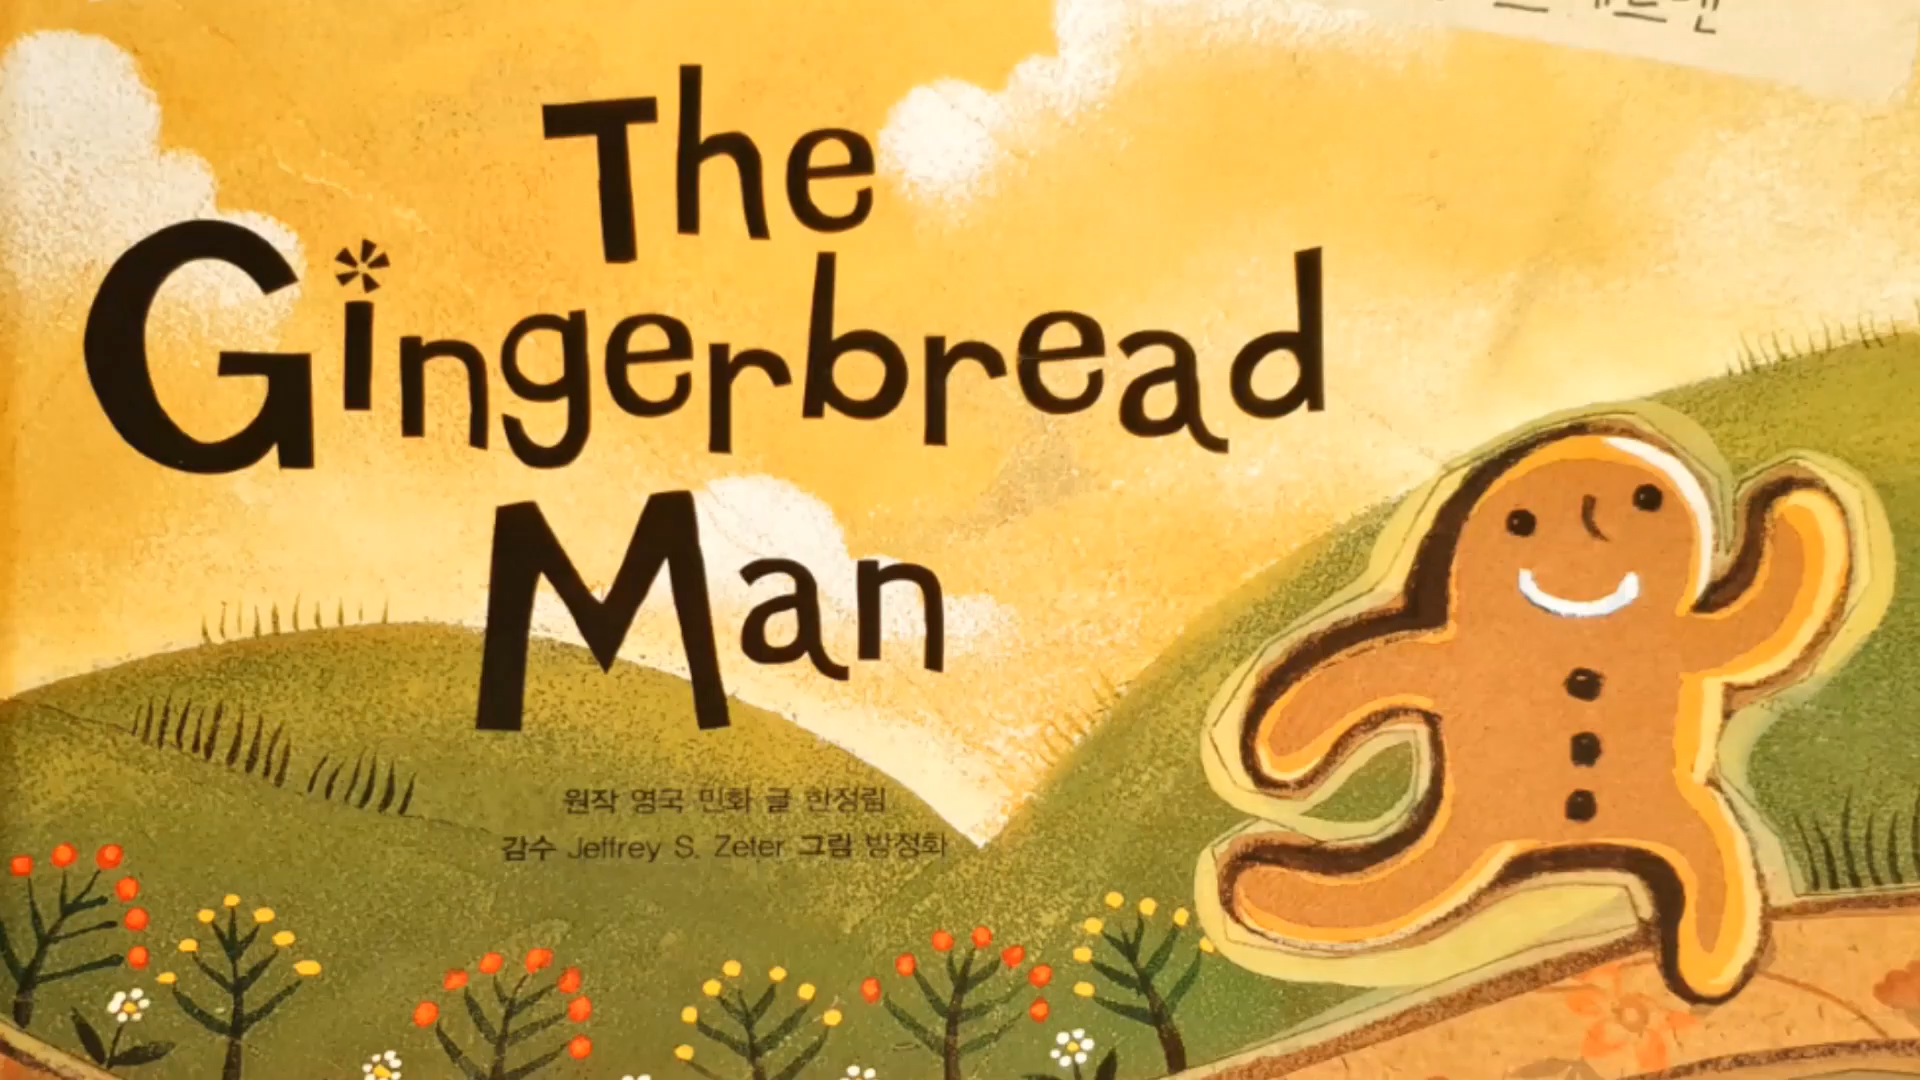 The
Gingerbread
Man
원작 영국 민화 글 한정림
감수 Jeffrey S. Zeter 그림 방정화